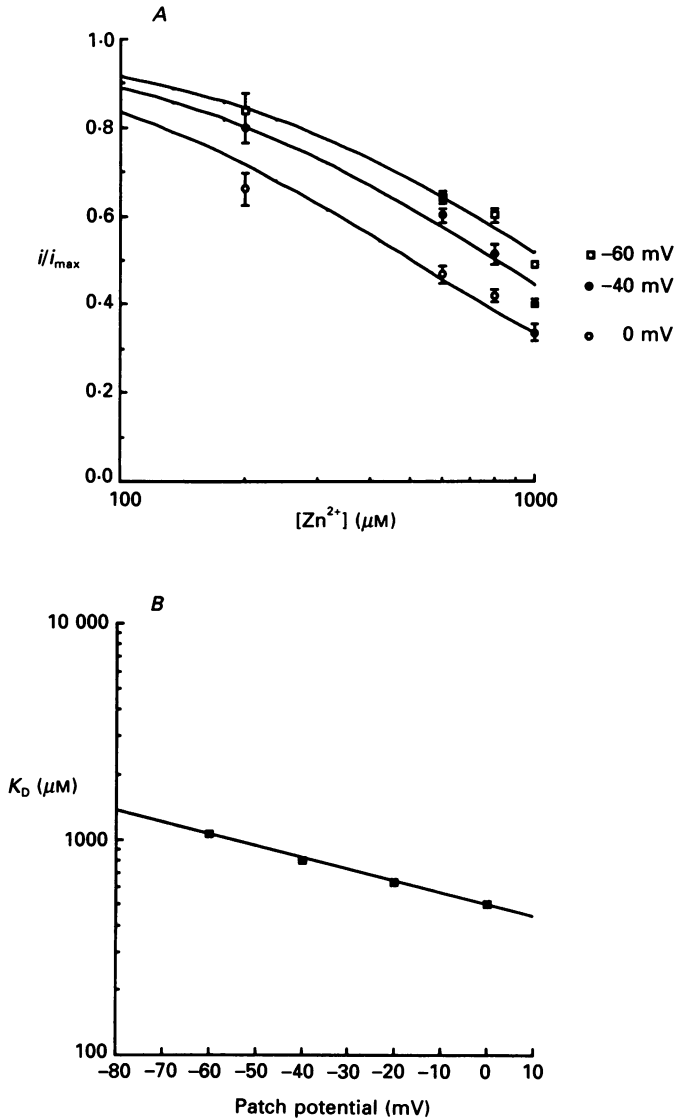 A
1·0
0·8
0·6
i/imax
0·4
0·2
0·0
100
1000
[Zn²⁺] (μM)
−60 mV
−40 mV
0 mV
B
10 000
KD (μM)
1000
100
−80 −70 −60 −50 −40 −30 −20 −10 0 10
Patch potential (mV)